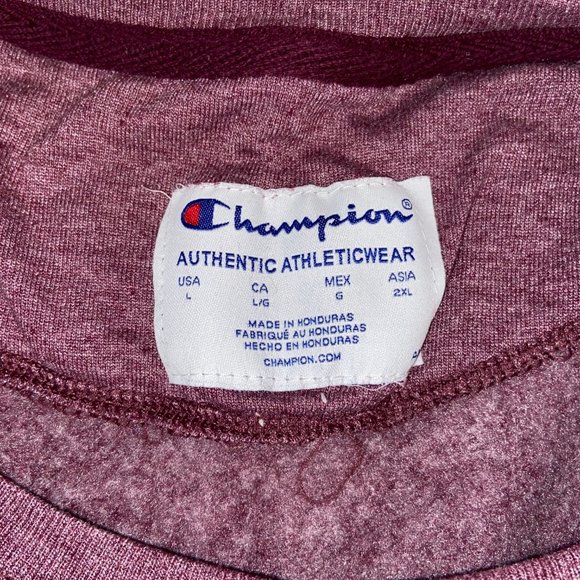 Champion®
AUTHENTIC ATHLETICWEAR
USA CA MEX ASIA
L L/G G 2XL
MADE IN HONDURAS
FABRIQUÉ AU HONDURAS
HECHO EN HONDURAS
CHAMPION.COM